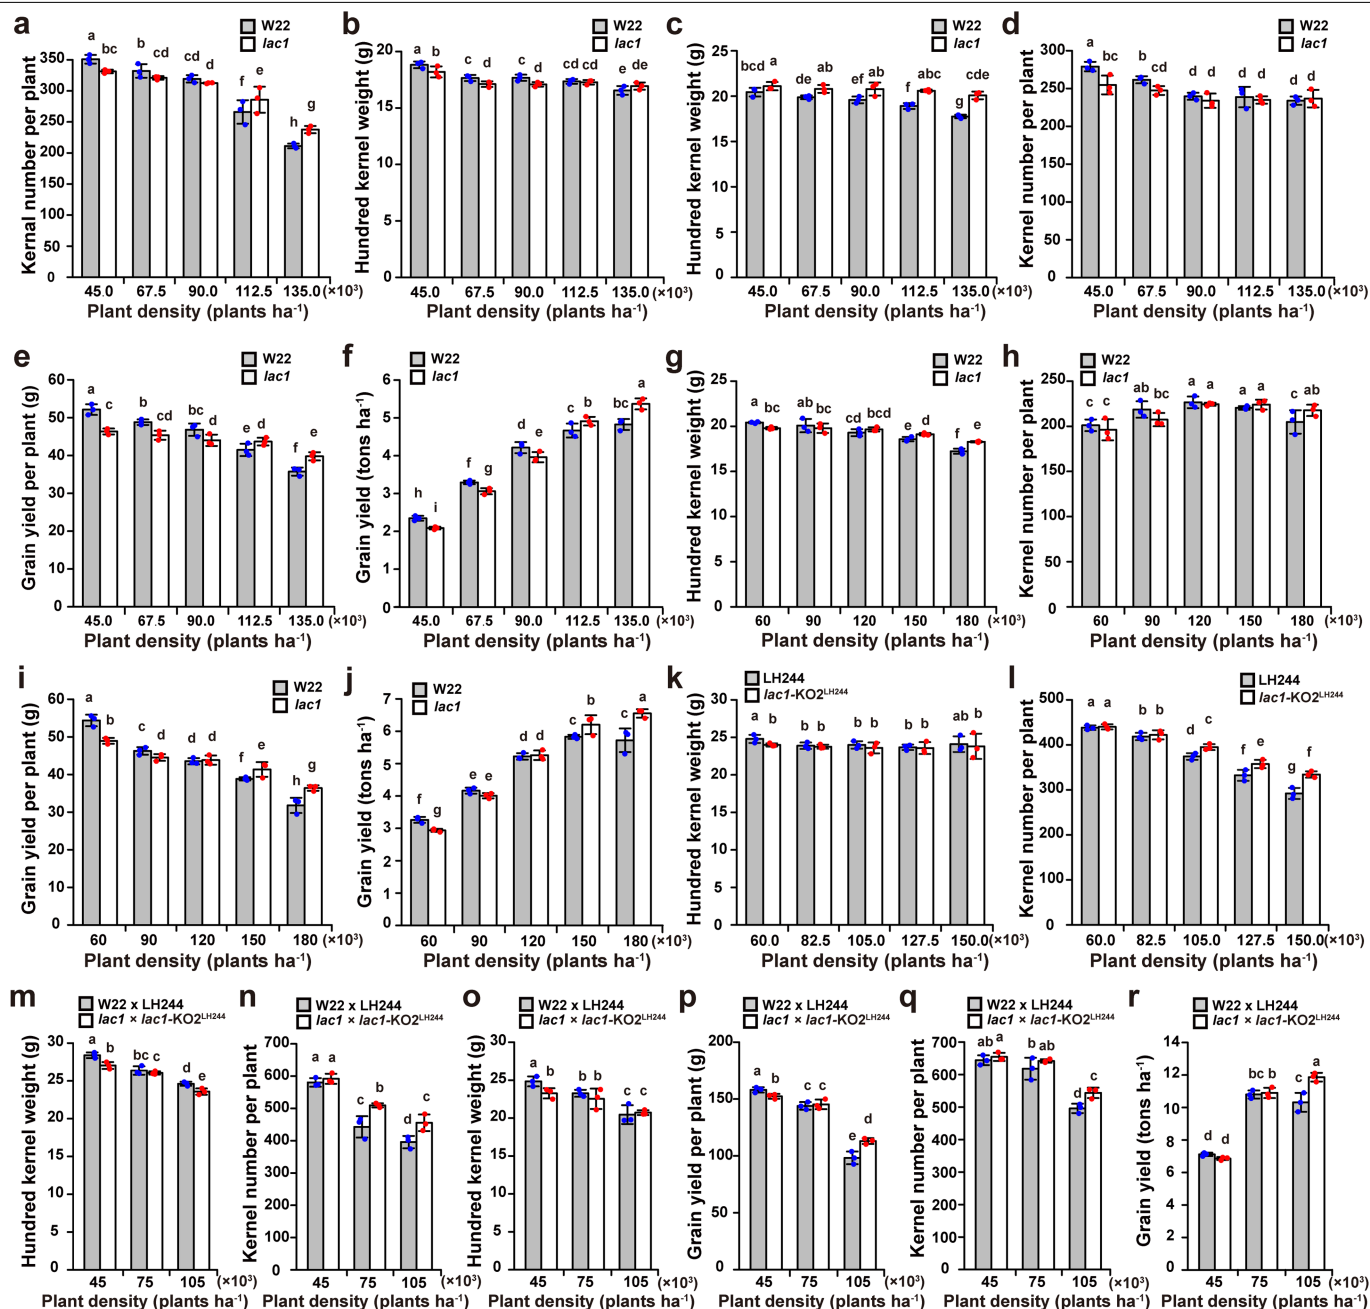 a
W22
lac1
Kernal number per plant
350
300
250
200
150
100
50
0
a bc b cd cd d f e h g
45.0 67.5 90.0 112.5 135.0 (×10³)
Plant density (plants ha⁻¹)
b
W22
lac1
Hundred kernel weight (g)
20
15
10
5
0
a b c d c d cd cd e de
45.0 67.5 90.0 112.5 135.0 (×10³)
Plant density (plants ha⁻¹)
c
W22
lac1
Hundred kernel weight (g)
25
20
15
10
5
0
bcd a de ab ef ab f abc g cde
45.0 67.5 90.0 112.5 135.0 (×10³)
Plant density (plants ha⁻¹)
d
W22
lac1
Kernel number per plant
300
250
200
150
100
50
0
a bc b cd d d d d d d
45.0 67.5 90.0 112.5 135.0 (×10³)
Plant density (plants ha⁻¹)
e
W22
lac1
Grain yield per plant (g)
60
50
40
30
20
10
0
a c b cd bc d e d f e
45.0 67.5 90.0 112.5 135.0 (×10³)
Plant density (plants ha⁻¹)
f
W22
lac1
Grain yield (tons ha⁻¹)
6
5
4
3
2
1
0
h i f g d e c b bc a
45.0 67.5 90.0 112.5 135.0 (×10³)
Plant density (plants ha⁻¹)
g
W22
lac1
Hundred kernel weight (g)
25
20
15
10
5
0
a bc ab bc cd bcd e d f e
60 90 120 150 180 (×10³)
Plant density (plants ha⁻¹)
h
W22
lac1
Kernel number per plant
250
200
150
100
50
0
c c ab bc a a ab a c ab
60 90 120 150 180 (×10³)
Plant density (plants ha⁻¹)
i
W22
lac1
Grain yield per plant (g)
60
50
40
30
20
10
0
a b c d d d f e h g
60 90 120 150 180 (×10³)
Plant density (plants ha⁻¹)
j
W22
lac1
Grain yield (tons ha⁻¹)
7
6
5
4
3
2
1
0
f g e e d d c b c a
60 90 120 150 180 (×10³)
Plant density (plants ha⁻¹)
k
LH244
lac1-KO2ᴸᴴ²⁴⁴
Hundred kernel weight (g)
30
25
20
15
10
5
0
a b b b b b b b ab b
60.0 82.5 105.0 127.5 150.0 (×10³)
Plant density (plants ha⁻¹)
l
LH244
lac1-KO2ᴸᴴ²⁴⁴
Kernel number per plant
500
400
300
200
100
0
a a b b d c f e g f
60.0 82.5 105.0 127.5 150.0 (×10³)
Plant density (plants ha⁻¹)
m
W22 x LH244
lac1 × lac1-KO2ᴸᴴ²⁴⁴
Hundred kernel weight (g)
30
25
20
15
10
5
0
a b bc c d e
45 75 105 (×10³)
Plant density (plants ha⁻¹)
n
W22 x LH244
lac1 × lac1-KO2ᴸᴴ²⁴⁴
Kernel number per plant
700
600
500
400
300
200
100
0
a a c b d c
45 75 105 (×10³)
Plant density (plants ha⁻¹)
o
W22 x LH244
lac1 × lac1-KO2ᴸᴴ²⁴⁴
Hundred kernel weight (g)
30
25
20
15
10
5
0
a b b b c c
45 75 105 (×10³)
Plant density (plants ha⁻¹)
p
W22 x LH244
lac1 × lac1-KO2ᴸᴴ²⁴⁴
Grain yield per plant (g)
200
150
100
50
0
a b c c e d
45 75 105 (×10³)
Plant density (plants ha⁻¹)
q
W22 x LH244
lac1 × lac1-KO2ᴸᴴ²⁴⁴
Kernel number per plant
700
600
500
400
300
200
100
0
ab a b ab d c
45 75 105 (×10³)
Plant density (plants ha⁻¹)
r
W22 x LH244
lac1 × lac1-KO2ᴸᴴ²⁴⁴
Grain yield (tons ha⁻¹)
14
12
10
8
6
4
2
0
d d bc b c a
45 75 105 (×10³)
Plant density (plants ha⁻¹)